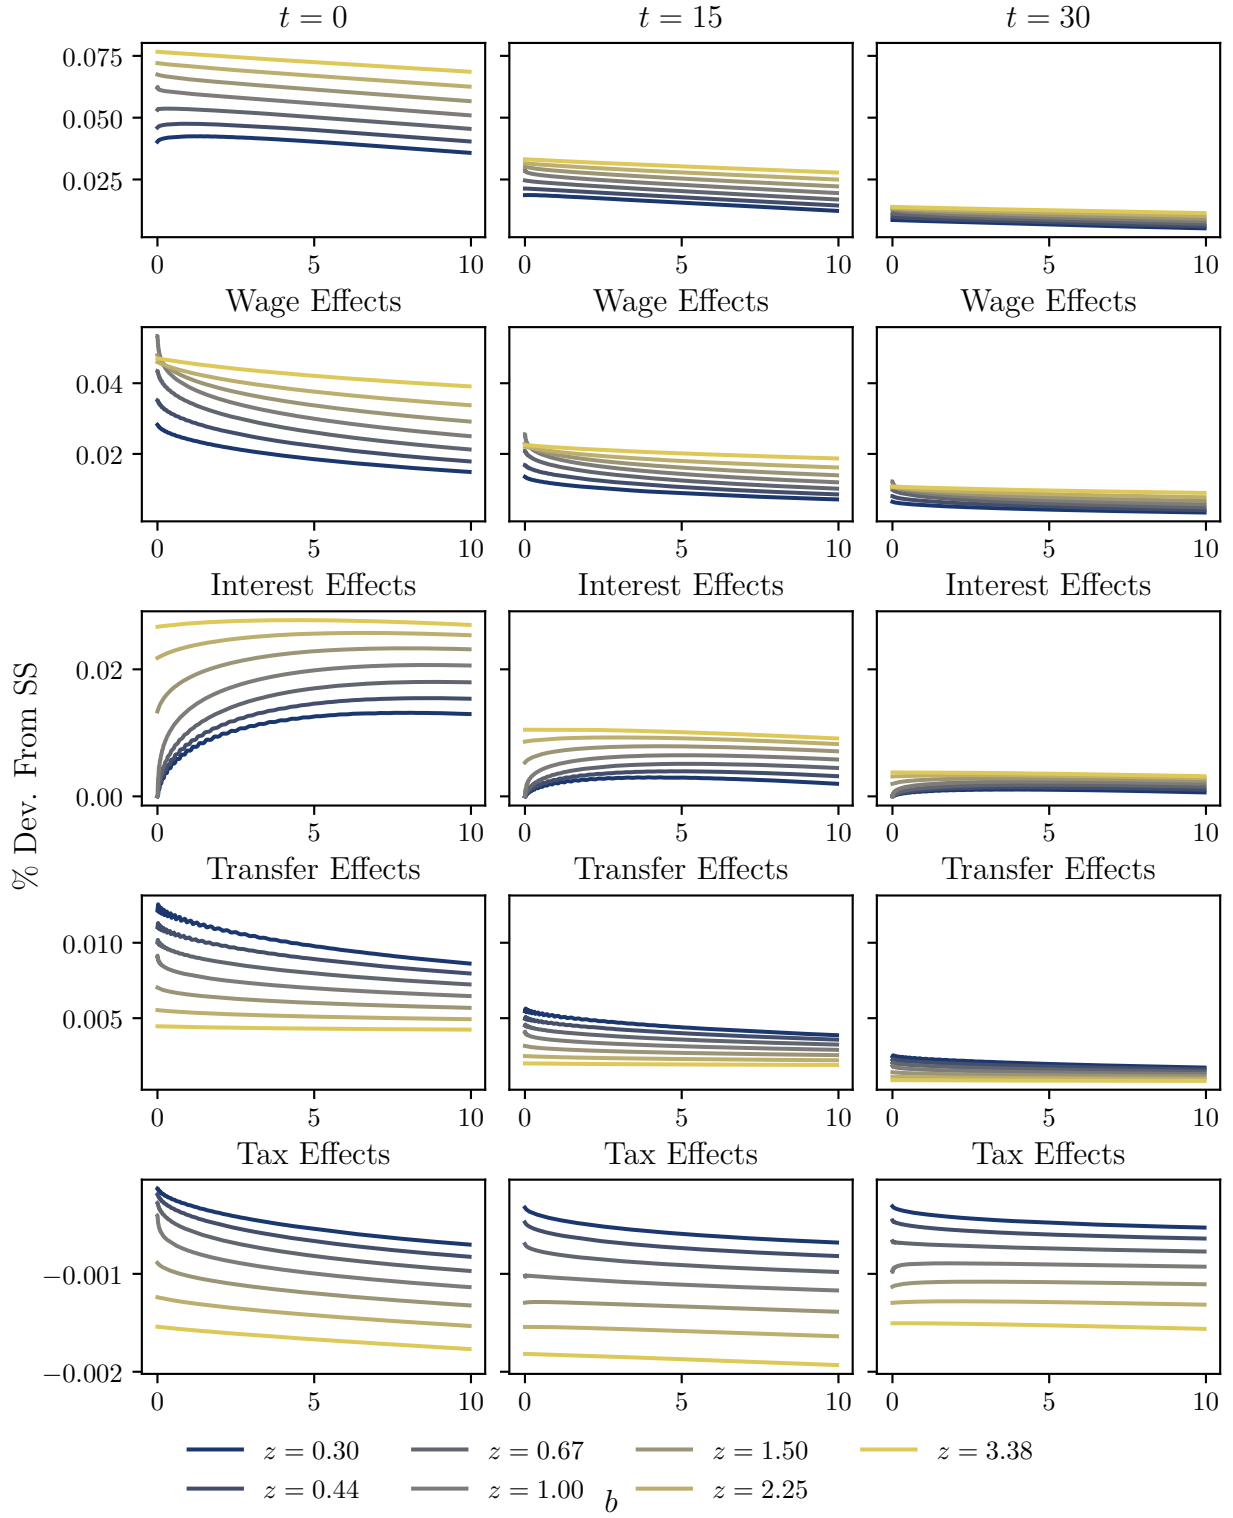 t = 0 t = 15 t = 30
0.075
0.050
0.025
0 5 10 0 5 10 0 5 10
Wage Effects Wage Effects Wage Effects
0.04
0.02
0 5 10 0 5 10 0 5 10
Interest Effects Interest Effects Interest Effects
0.02
0.00
0 5 10 0 5 10 0 5 10
% Dev. From SS
Transfer Effects Transfer Effects Transfer Effects
0.010
0.005
0 5 10 0 5 10 0 5 10
Tax Effects Tax Effects Tax Effects
−0.001
−0.002
0 5 10 0 5 10 0 5 10
z = 0.30 z = 0.67 z = 1.50 z = 3.38
z = 0.44 z = 1.00 z = 2.25
b